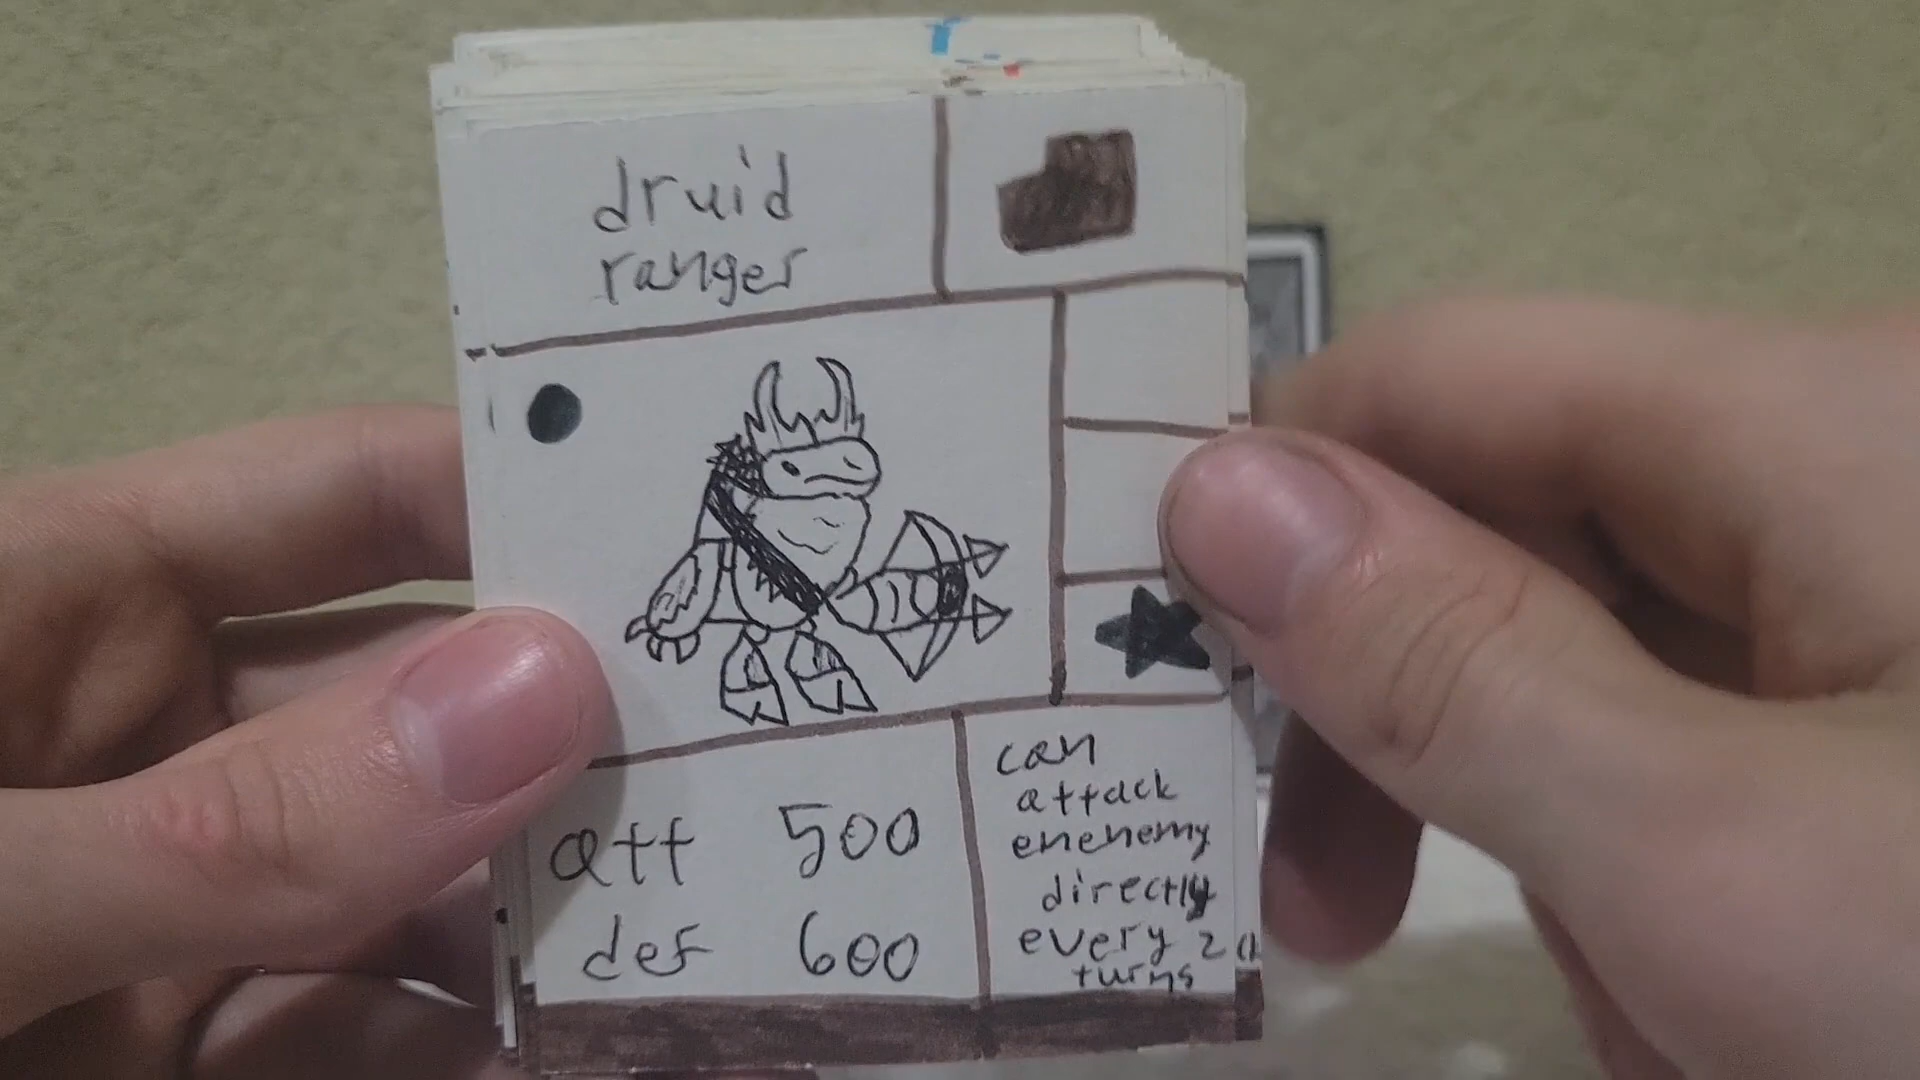 druid
ranger
att 500
def 600
can
attack
enenemy
directly
every 2
turns